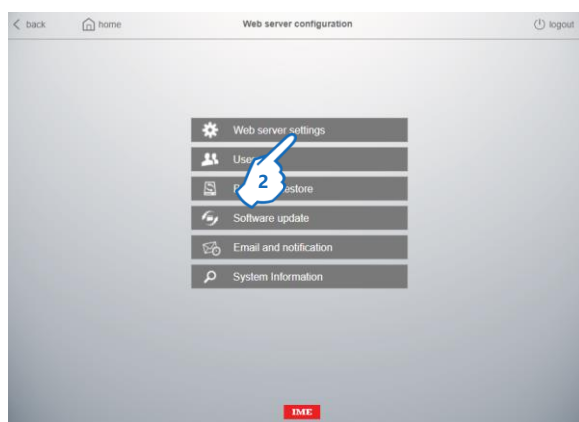 back
home
Web server configuration
logout
Web server settings
2
Software update
Email and notification
System Information
IME